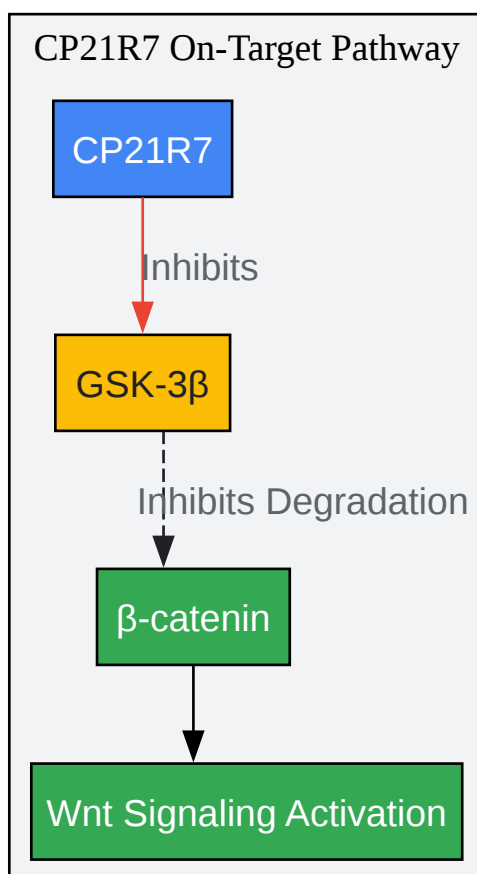 CP21R7 On-Target Pathway
CP21R7
Inhibits
GSK-3β
Inhibits Degradation
β-catenin
Wnt Signaling Activation